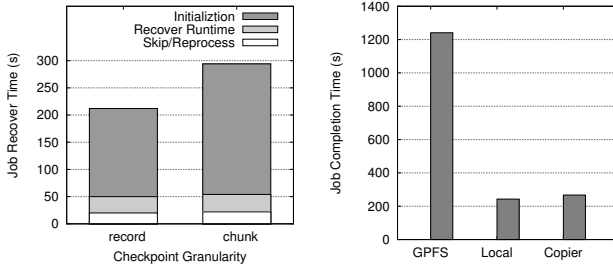 Initializtion
Recover Runtime
Skip/Reprocess
300
250
200
150
100
50
0
Job Recover Time (s)
record chunk
Checkpoint Granularity
1400
1200
1000
800
600
400
200
0
Job Completion Time (s)
GPFS Local Copier